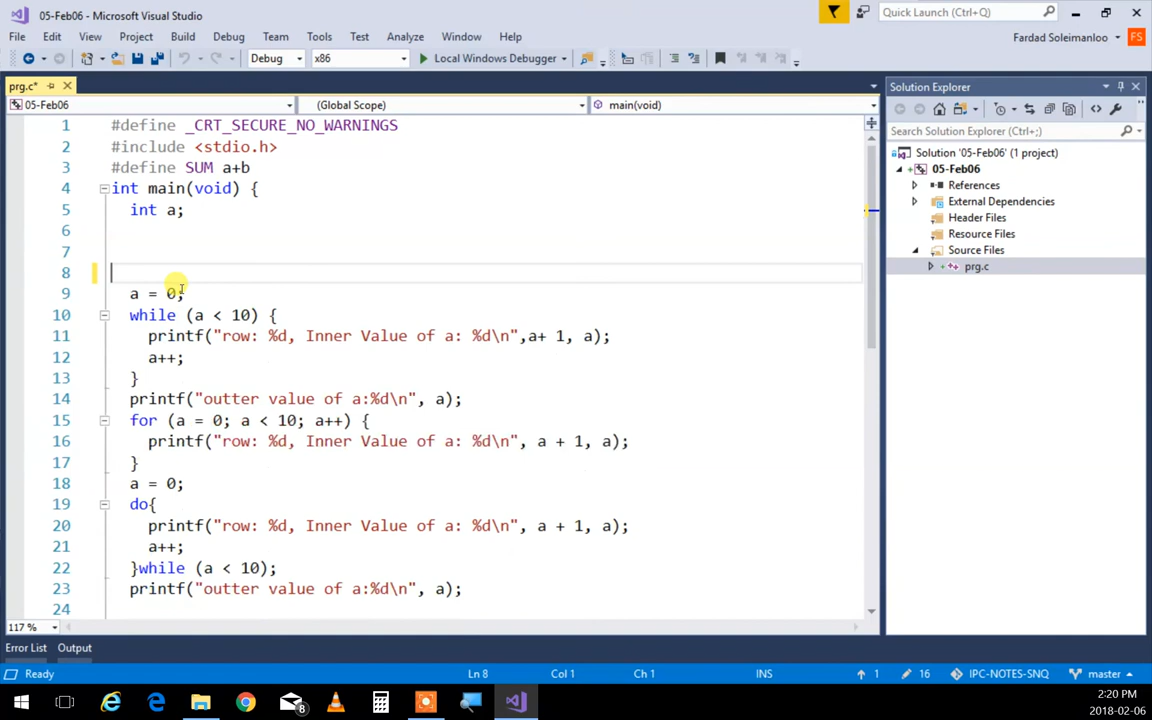 05-Feb06 - Microsoft Visual Studio
Quick Launch (Ctrl+Q)
File Edit View Project Build Debug Team Tools Test Analyze Window Help
Fardad Soleimanloo FS
Debug x86 Local Windows Debugger
prg.c*
05-Feb06 (Global Scope) main(void)
1 #define _CRT_SECURE_NO_WARNINGS
2 #include <stdio.h>
3 #define SUM a+b
4 int main(void) {
5 int a;
6
7
8
9 a = 0;
10 while (a < 10) {
11 printf("row: %d, Inner Value of a: %d\n",a+ 1, a);
12 a++;
13 }
14 printf("outter value of a:%d\n", a);
15 for (a = 0; a < 10; a++) {
16 printf("row: %d, Inner Value of a: %d\n", a + 1, a);
17 }
18 a = 0;
19 do{
20 printf("row: %d, Inner Value of a: %d\n", a + 1, a);
21 a++;
22 }while (a < 10);
23 printf("outter value of a:%d\n", a);
24
117 %
Solution Explorer
Search Solution Explorer (Ctrl+;)
Solution '05-Feb06' (1 project)
05-Feb06
References
External Dependencies
Header Files
Resource Files
Source Files
prg.c
Error List Output
Ready Ln 8 Col 1 Ch 1 INS 1 16 IPC-NOTES-SNQ master
8
2:20 PM
2018-02-06